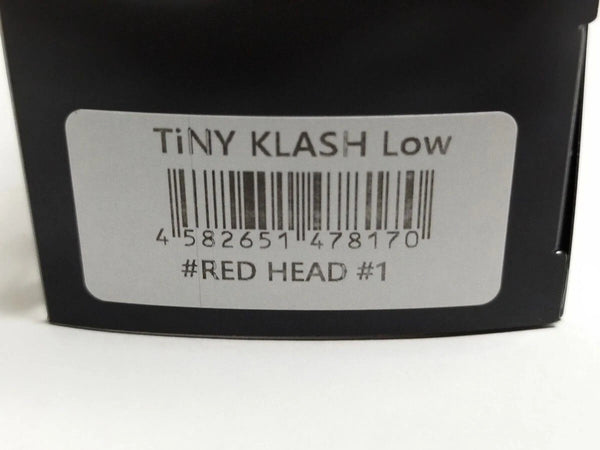 TiNY KLASH Low
4 582651 478170
#RED HEAD #1